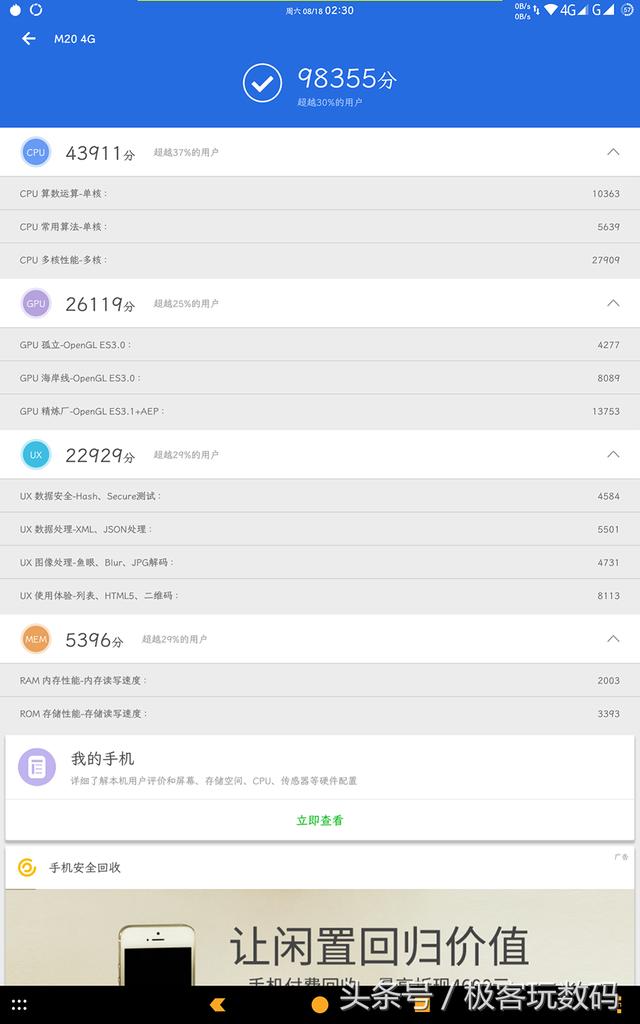 周六 08/18 02:30
0B/s
0B/s
4G
G
57
M20 4G
98355分
超越30%的用户
CPU
43911分
超越37%的用户
CPU 算数运算-单核：
10363
CPU 常用算法-单核：
5639
CPU 多核性能-多核：
27909
GPU
26119分
超越25%的用户
GPU 孤立-OpenGL ES3.0：
4277
GPU 海岸线-OpenGL ES3.0：
8089
GPU 精炼厂-OpenGL ES3.1+AEP：
13753
UX
22929分
超越29%的用户
UX 数据安全-Hash、Secure测试：
4584
UX 数据处理-XML、JSON处理：
5501
UX 图像处理-鱼眼、Blur、JPG解码：
4731
UX 使用体验-列表、HTML5、二维码：
8113
MEM
5396分
超越29%的用户
RAM 内存性能-内存读写速度：
2003
ROM 存储性能-存储读写速度：
3393
我的手机
详细了解本机用户评价和屏幕、存储空间、CPU、传感器等硬件配置
立即查看
手机安全回收
广告
让闲置回归价值
头条号 / 极客玩数码